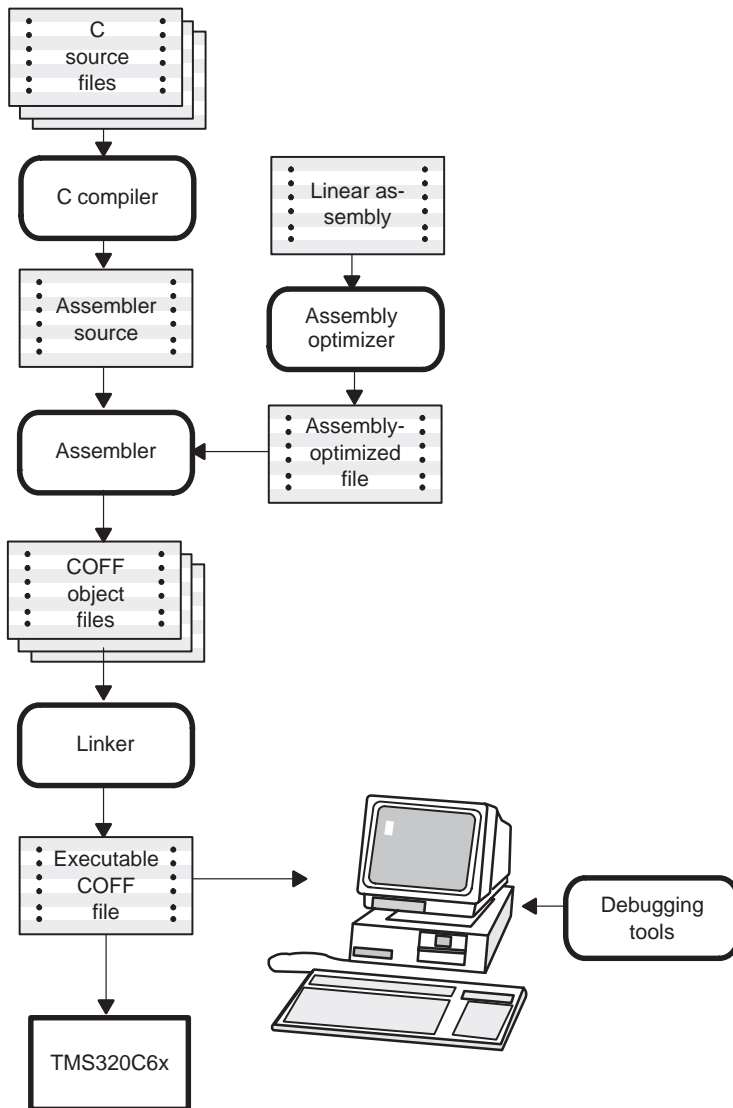 C
source
files
C compiler
Linear as-
sembly
Assembler
source
Assembly
optimizer
Assembler
Assembly-
optimized
file
COFF
object
files
Linker
Executable
COFF
file
Debugging
tools
TMS320C6x